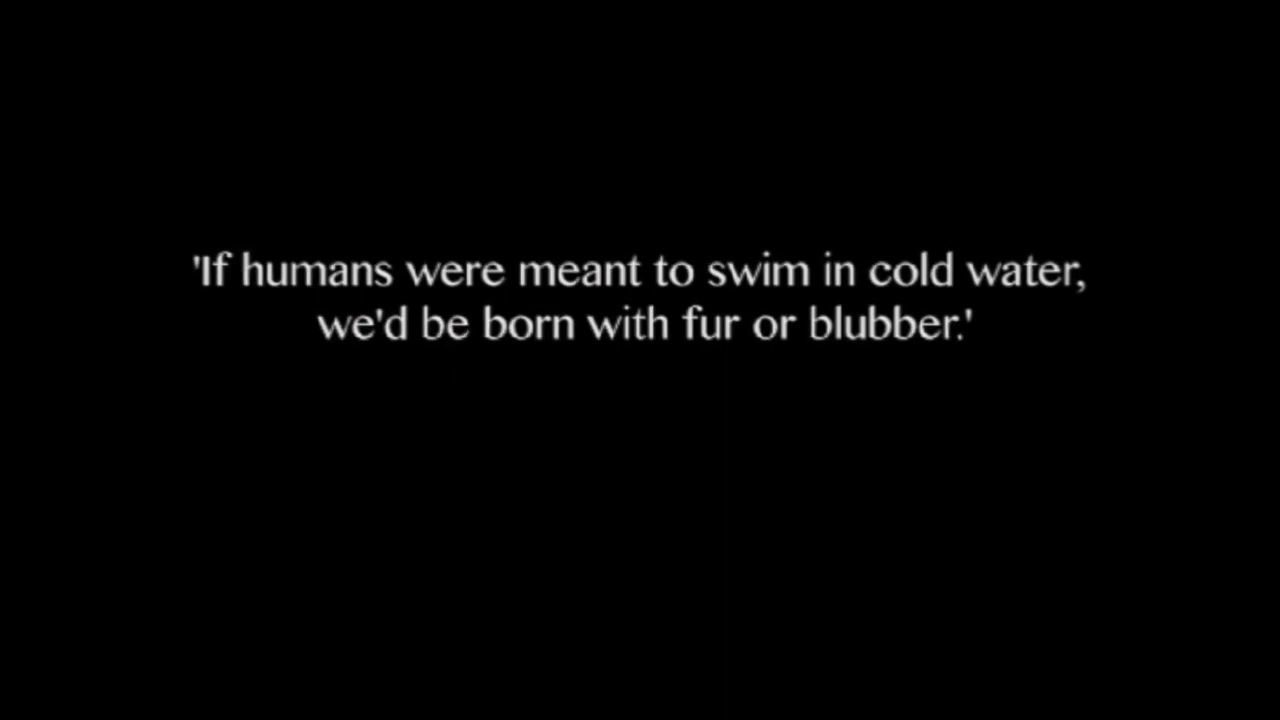 'If humans were meant to swim in cold water,
we'd be born with fur or blubber.'